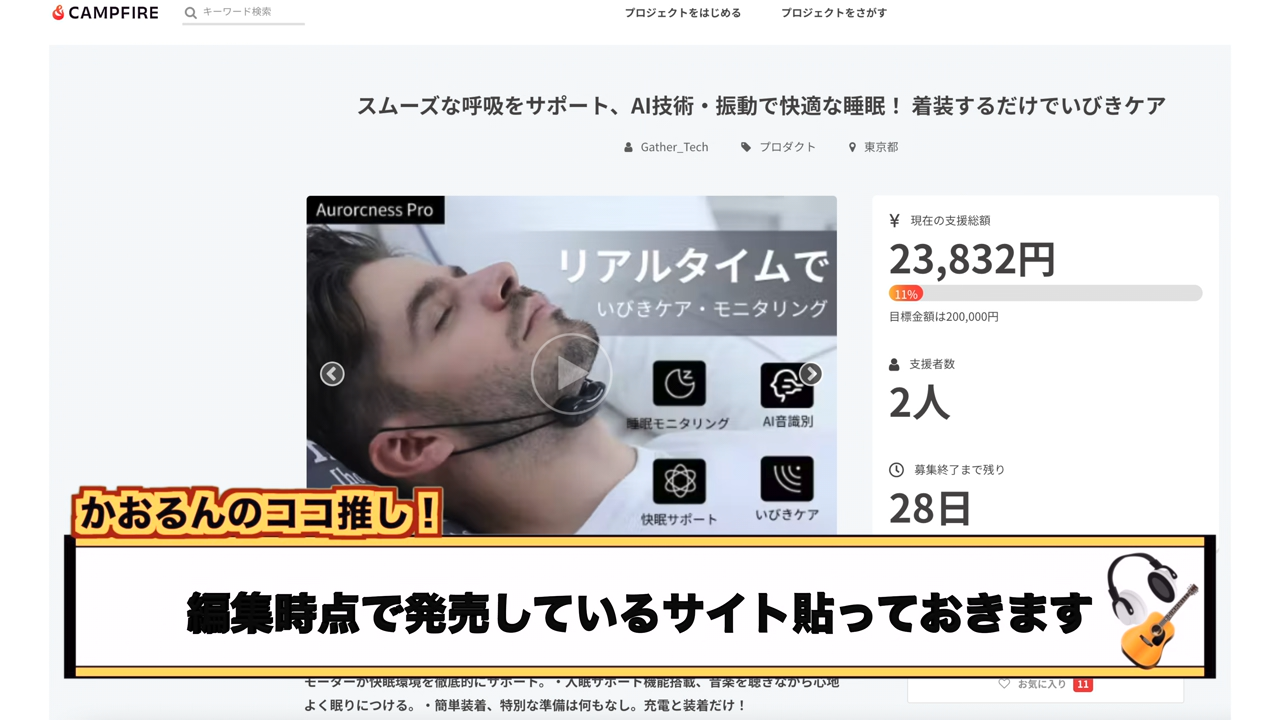 CAMPFIRE
キーワード検索
プロジェクトをはじめる
プロジェクトをさがす
スムーズな呼吸をサポート、AI技術・振動で快適な睡眠！ 着装するだけでいびきケア
Gather_Tech
プロダクト
東京都
Aurorcness Pro
リアルタイムで
いびきケア・モニタリング
睡眠モニタリング
AI音識別
快眠サポート
いびきケア
¥ 現在の支援総額
23,832円
11%
目標金額は200,000円
支援者数
2人
募集終了まで残り
28日
かおるんのココ推し！
編集時点で発売しているサイト貼っておきます
モーターが快眠環境を徹底的にサポート。・入眠サポート機能搭載、音楽を聴きながら心地
よく眠りにつける。・簡単装着、特別な準備は何もなし。充電と装着だけ！
お気に入り 11